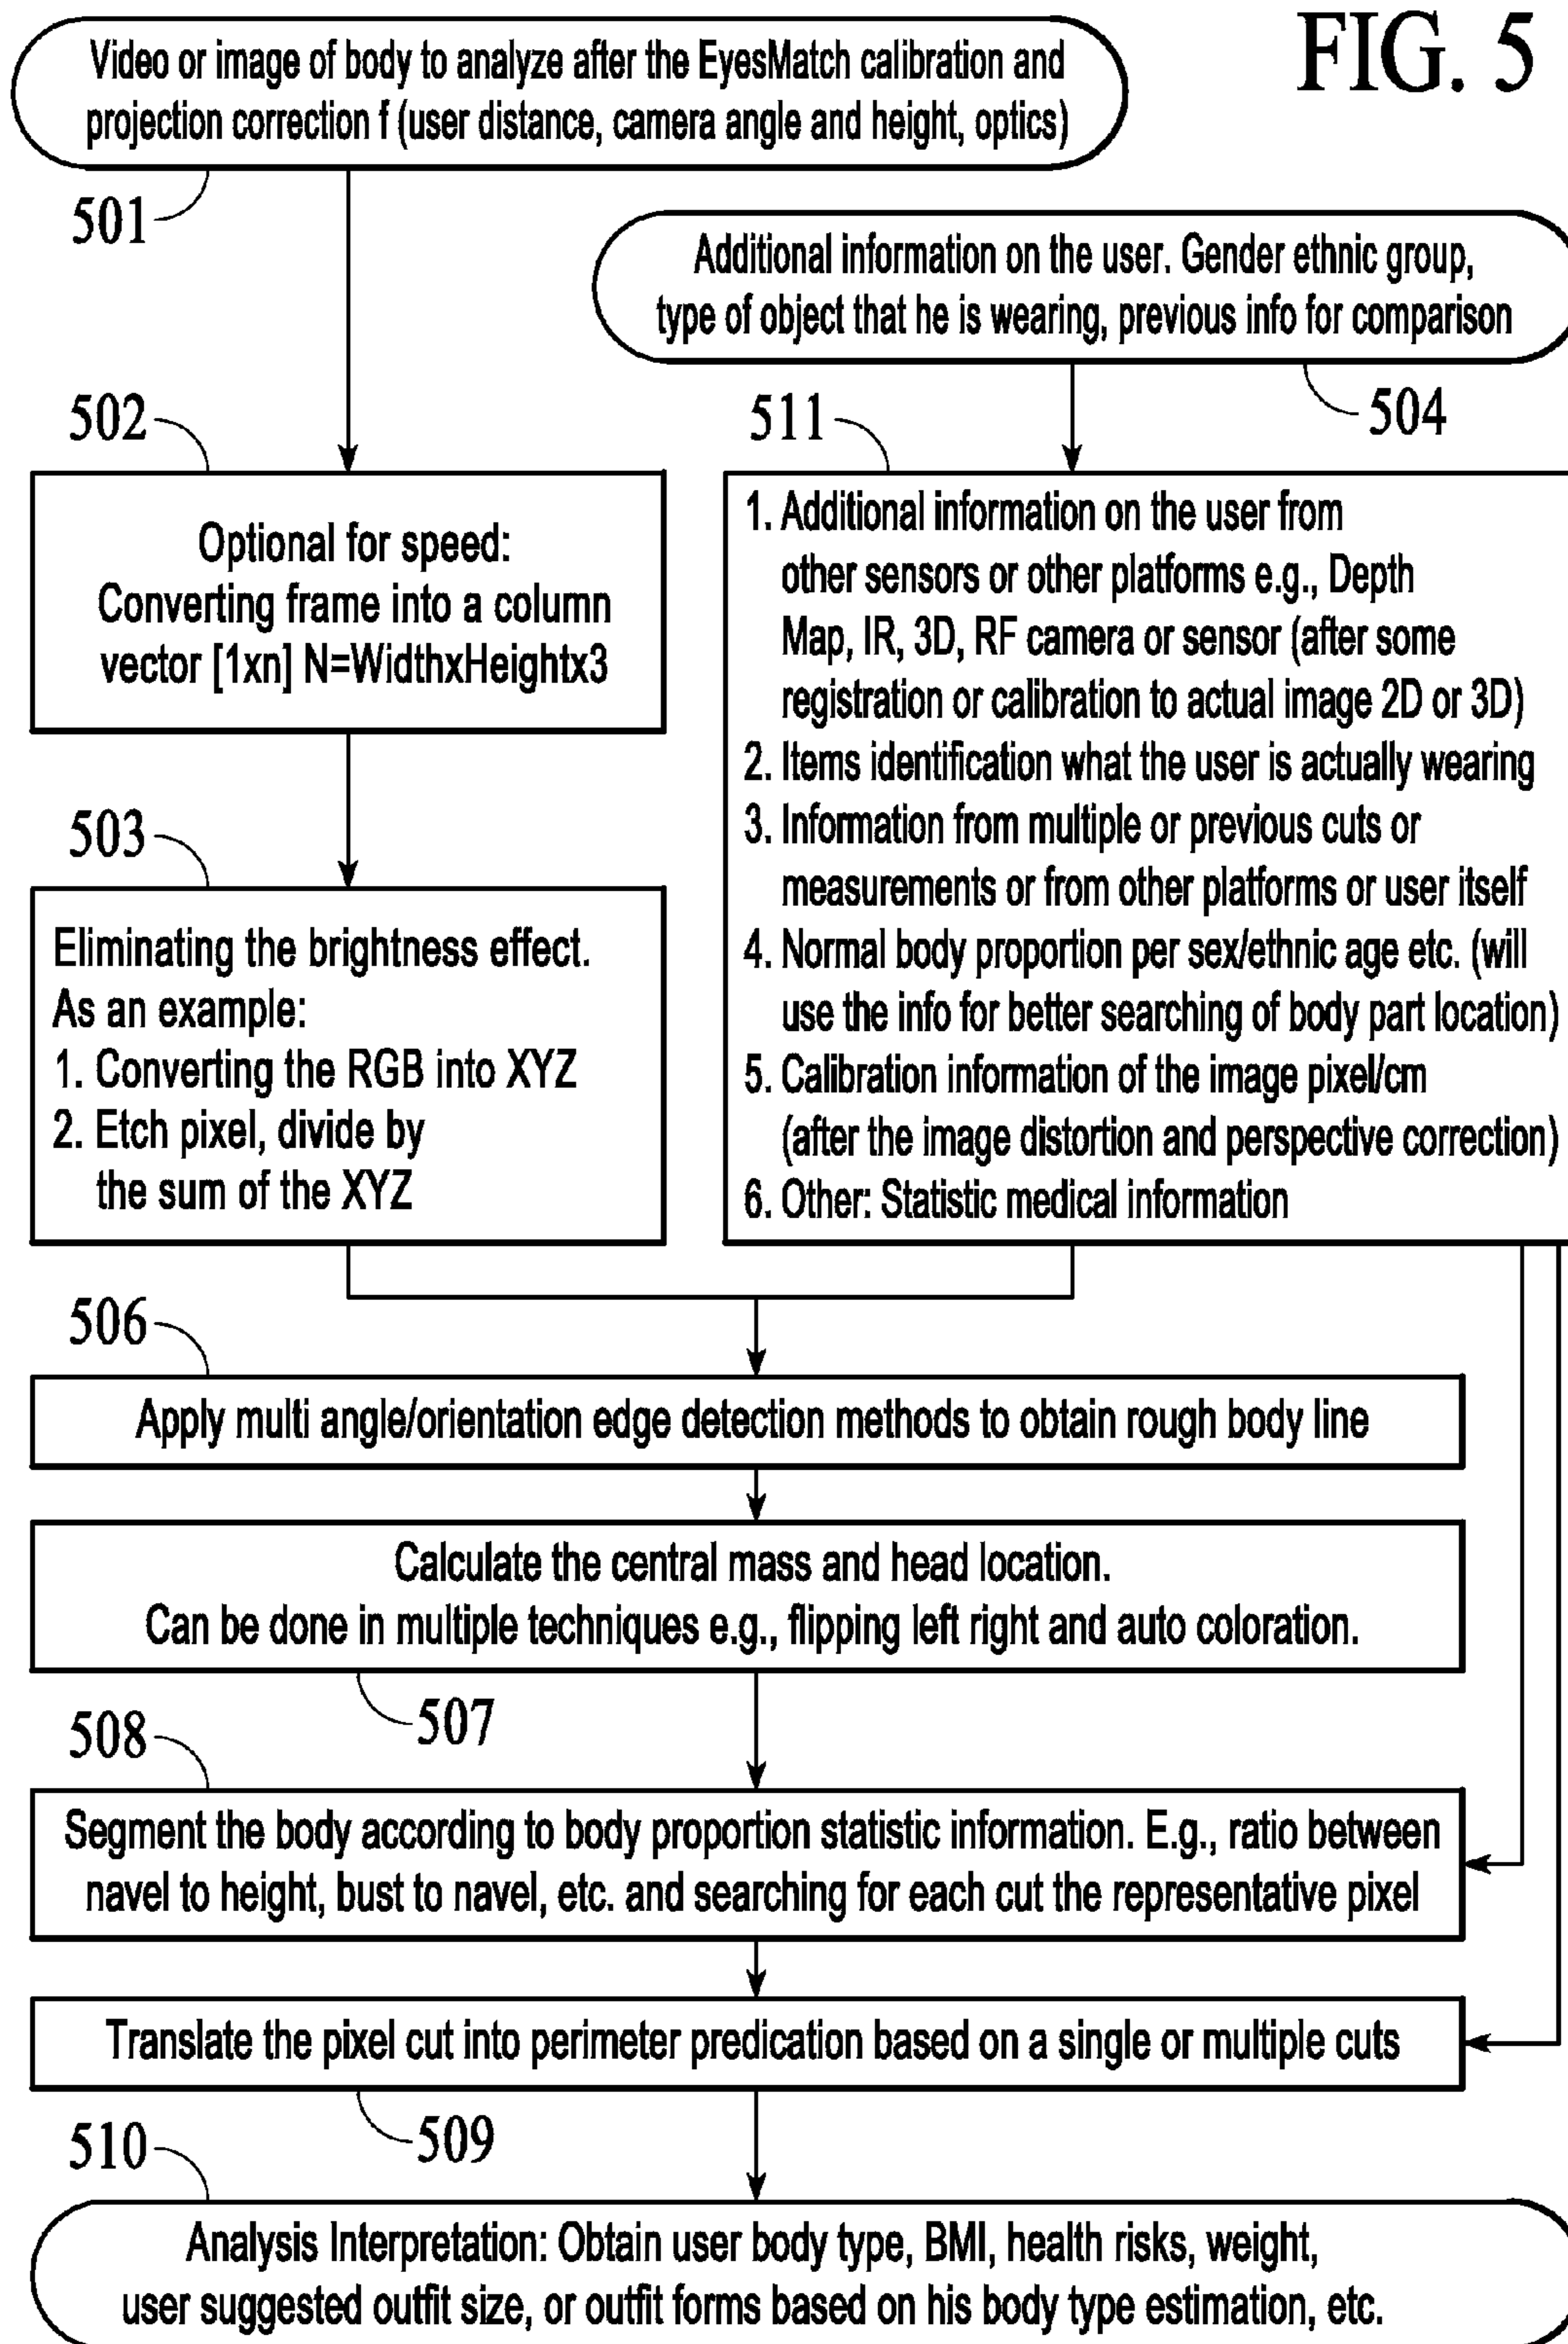 FIG. 5
Video or image of body to analyze after the EyesMatch calibration and
projection correction f (user distance, camera angle and height, optics)
501
Additional information on the user. Gender ethnic group,
type of object that he is wearing, previous info for comparison
504
502
Optional for speed:
Converting frame into a column
vector [1xn] N=WidthxHeightx3
503
Eliminating the brightness effect.
As an example:
1. Converting the RGB into XYZ
2. Etch pixel, divide by
the sum of the XYZ
511
1. Additional information on the user from
other sensors or other platforms e.g., Depth
Map, IR, 3D, RF camera or sensor (after some
registration or calibration to actual image 2D or 3D)
2. Items identification what the user is actually wearing
3. Information from multiple or previous cuts or
measurements or from other platforms or user itself
4. Normal body proportion per sex/ethnic age etc. (will
use the info for better searching of body part location)
5. Calibration information of the image pixel/cm
(after the image distortion and perspective correction)
6. Other: Statistic medical information
506
Apply multi angle/orientation edge detection methods to obtain rough body line
Calculate the central mass and head location.
Can be done in multiple techniques e.g., flipping left right and auto coloration.
507
508
Segment the body according to body proportion statistic information. E.g., ratio between
navel to height, bust to navel, etc. and searching for each cut the representative pixel
Translate the pixel cut into perimeter predication based on a single or multiple cuts
509
510
Analysis Interpretation: Obtain user body type, BMI, health risks, weight,
user suggested outfit size, or outfit forms based on his body type estimation, etc.